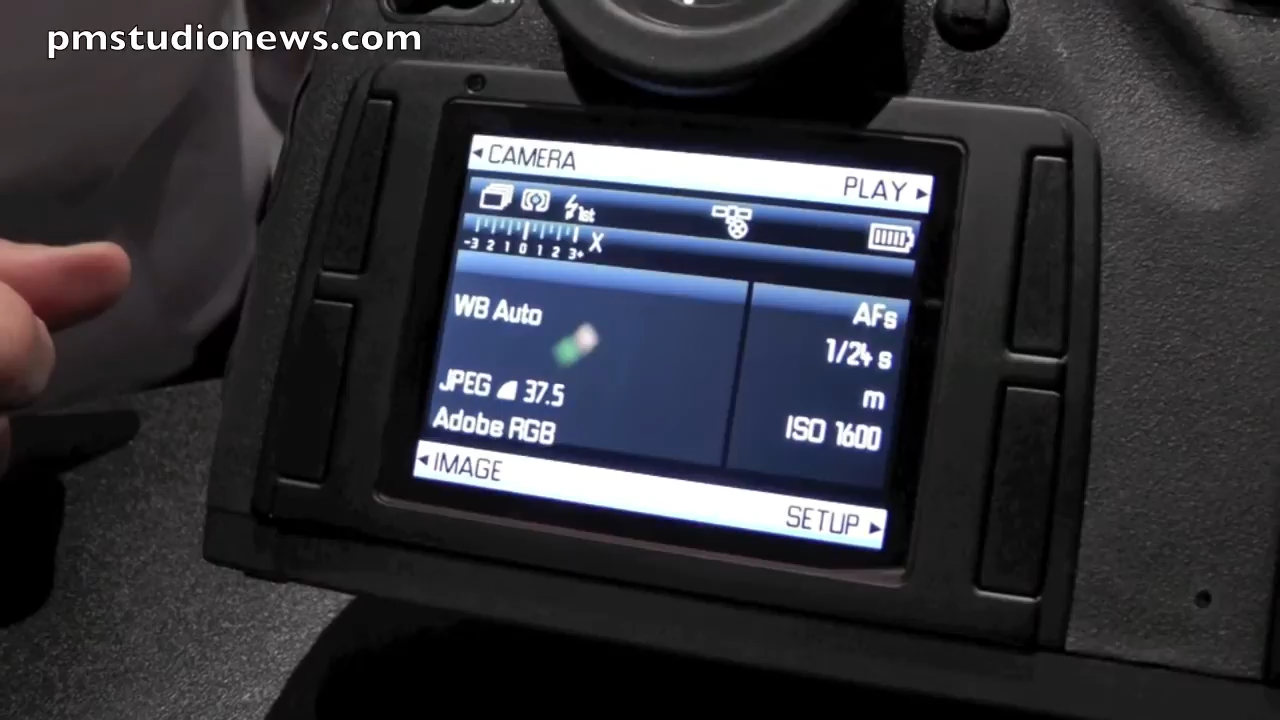 pmstudionews.com
CAMERA
PLAY
1st
-3 2 1 0 1 2 3+ X
WB Auto
AFs
1/24 s
JPEG 37.5
m
Adobe RGB
ISO 1600
IMAGE
SETUP